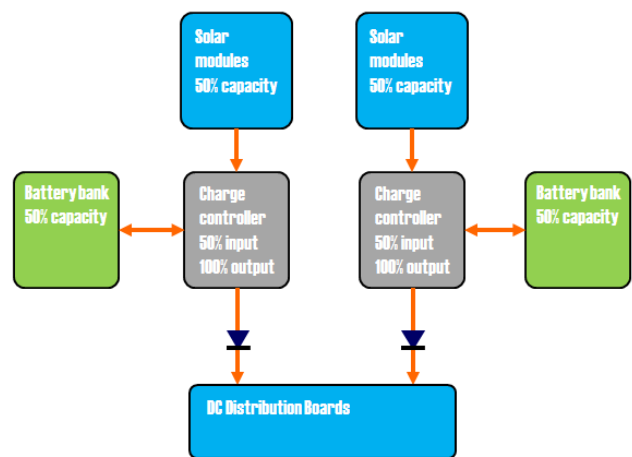 Solar
modules
50% capacity
Solar
modules
50% capacity
Battery bank
50% capacity
Charge
controller
50% input
100% output
Charge
controller
50% input
100% output
Battery bank
50% capacity
DC Distribution Boards